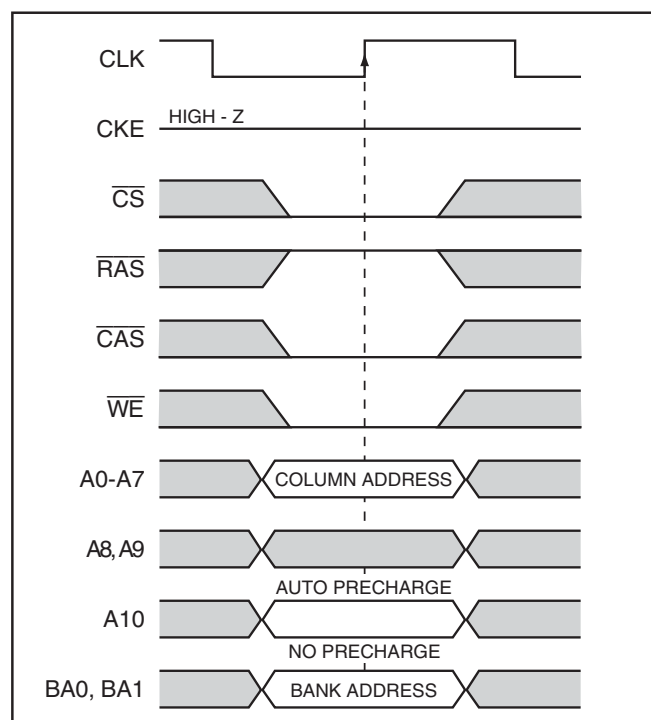 CLK
CKE HIGH - Z
CS
RAS
CAS
WE
A0-A7 COLUMN ADDRESS
A8, A9
AUTO PRECHARGE
A10
NO PRECHARGE
BA0, BA1 BANK ADDRESS